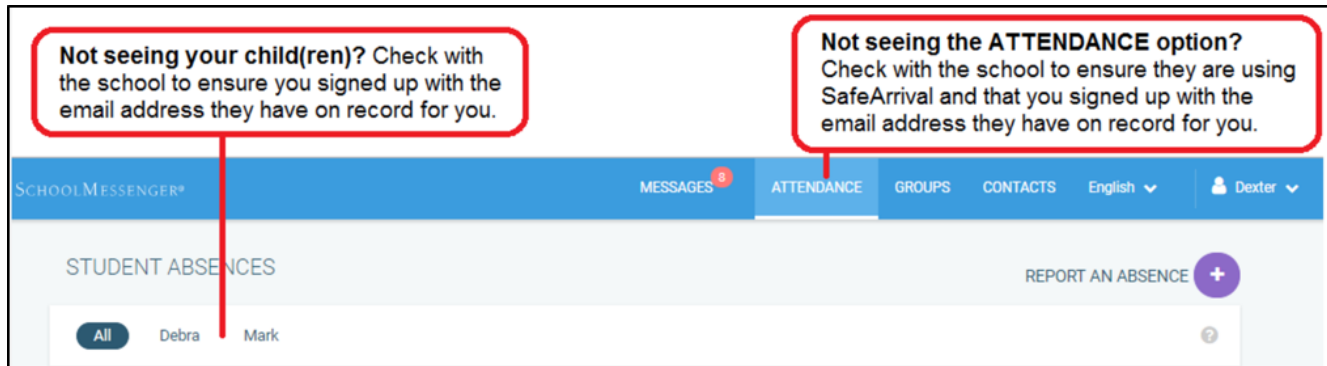 Not seeing your child(ren)? Check with
the school to ensure you signed up with the
email address they have on record for you.
Not seeing the ATTENDANCE option?
Check with the school to ensure they are using
SafeArrival and that you signed up with the
email address they have on record for you.
SCHOOLMESSENGER® MESSAGES 8 ATTENDANCE GROUPS CONTACTS English Dexter
STUDENT ABSENCES REPORT AN ABSENCE +
All Debra Mark ?